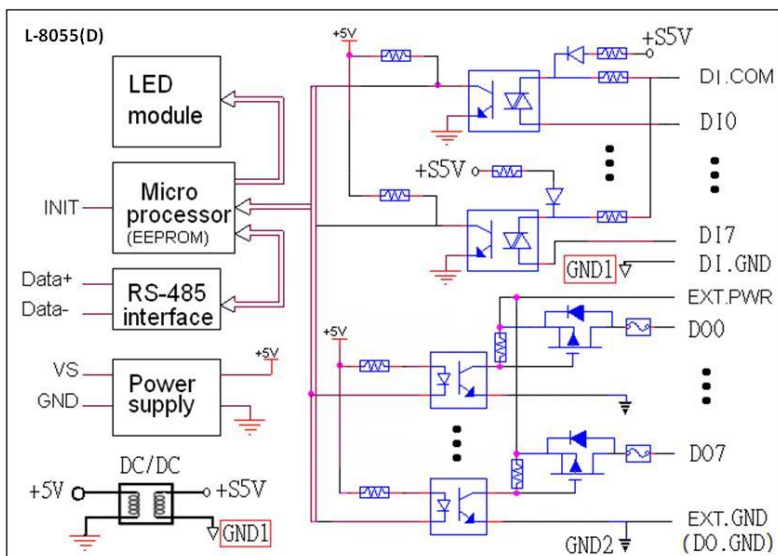 L-8055(D)
LED
module
Micro
processor
(EEPROM)
INIT
Data+
Data-
RS-485
interface
VS
GND
Power
supply
+5V
DC/DC
+5V
+S5V
GND1
+5V
+S5V
DI.COM
DI0
+S5V
DI7
GND1
DI.GND
EXT.PWR
DO0
+5V
DO7
EXT.GND
GND2
(DO.GND)